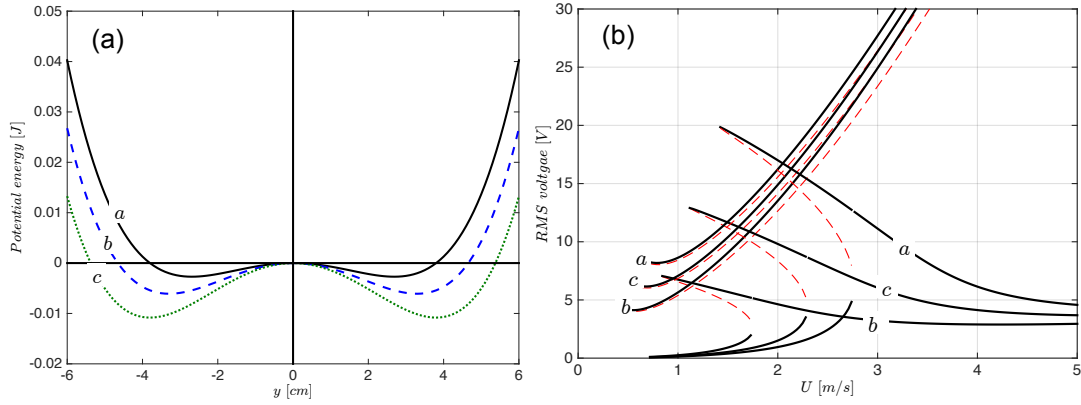 (a)
Potential energy [J]
0.05
0.04
0.03
0.02
0.01
0
-0.01
-0.02
a
b
c
-6
-4
-2
0
2
4
6
y [cm]
(b)
RMS voltgae [V]
30
25
20
15
10
5
0
a
c
b
a
c
b
0
1
2
3
4
5
U [m/s]